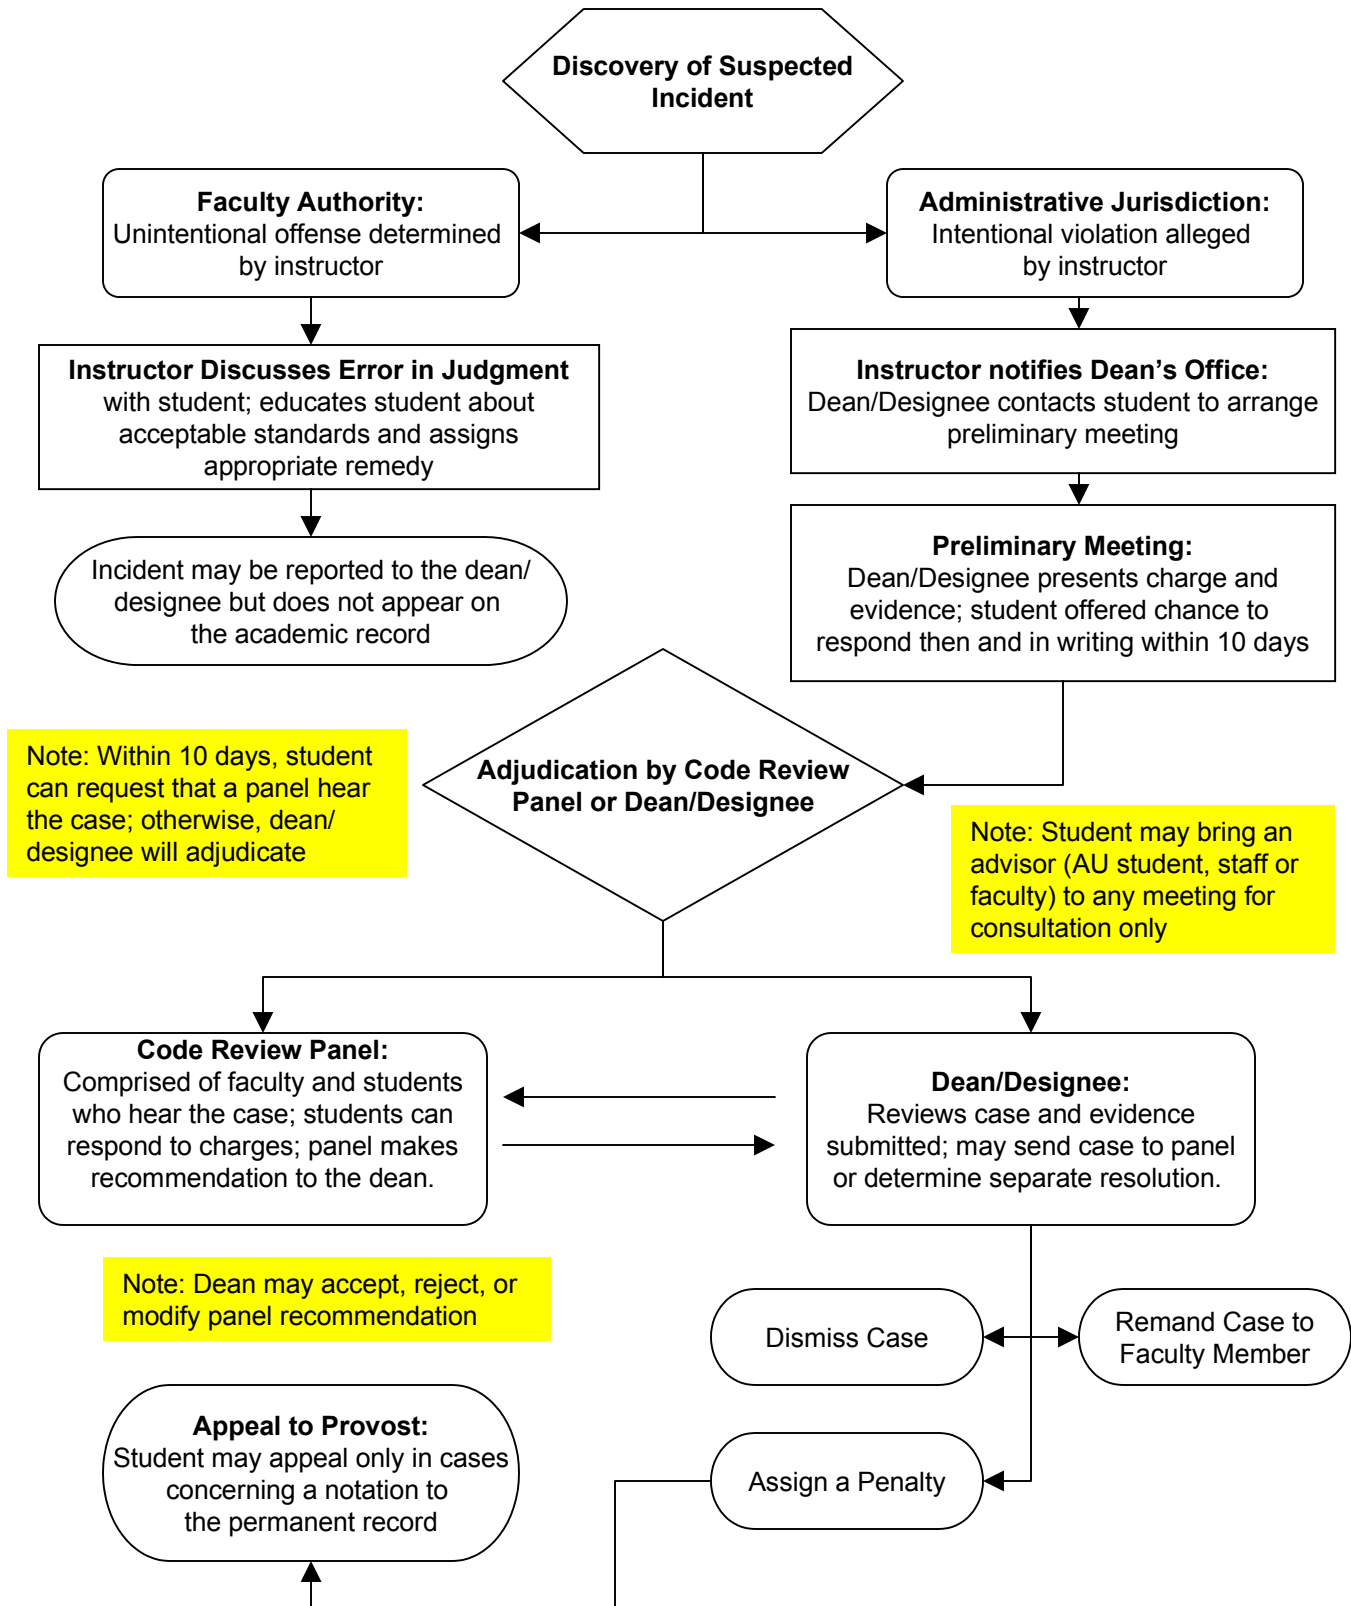 Discovery of Suspected
Incident
Faculty Authority:
Unintentional offense determined
by instructor
Administrative Jurisdiction:
Intentional violation alleged
by instructor
Instructor Discusses Error in Judgment
with student; educates student about
acceptable standards and assigns
appropriate remedy
Instructor notifies Dean’s Office:
Dean/Designee contacts student to arrange
preliminary meeting
Incident may be reported to the dean/
designee but does not appear on
the academic record
Preliminary Meeting:
Dean/Designee presents charge and
evidence; student offered chance to
respond then and in writing within 10 days
Note: Within 10 days, student
can request that a panel hear
the case; otherwise, dean/
designee will adjudicate
Adjudication by Code Review
Panel or Dean/Designee
Note: Student may bring an
advisor (AU student, staff or
faculty) to any meeting for
consultation only
Code Review Panel:
Comprised of faculty and students
who hear the case; students can
respond to charges; panel makes
recommendation to the dean.
Dean/Designee:
Reviews case and evidence
submitted; may send case to panel
or determine separate resolution.
Note: Dean may accept, reject, or
modify panel recommendation
Dismiss Case
Remand Case to
Faculty Member
Appeal to Provost:
Student may appeal only in cases
concerning a notation to
the permanent record
Assign a Penalty